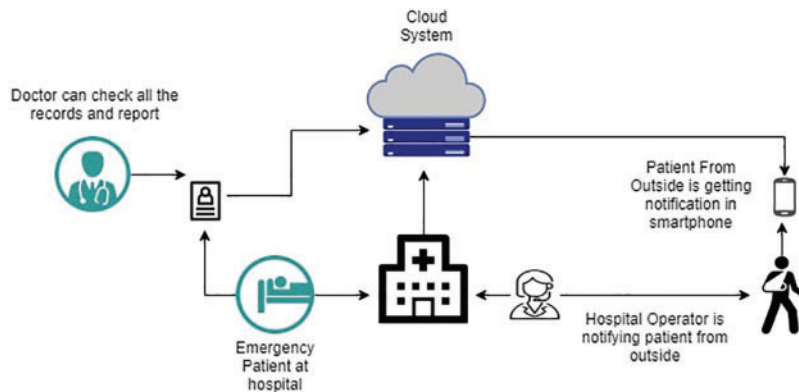 Cloud
System
Doctor can check all the
records and report
Patient From
Outside is getting
notification in
smartphone
Hospital Operator is
notifying patient from
outside
Emergency
Patient at
hospital